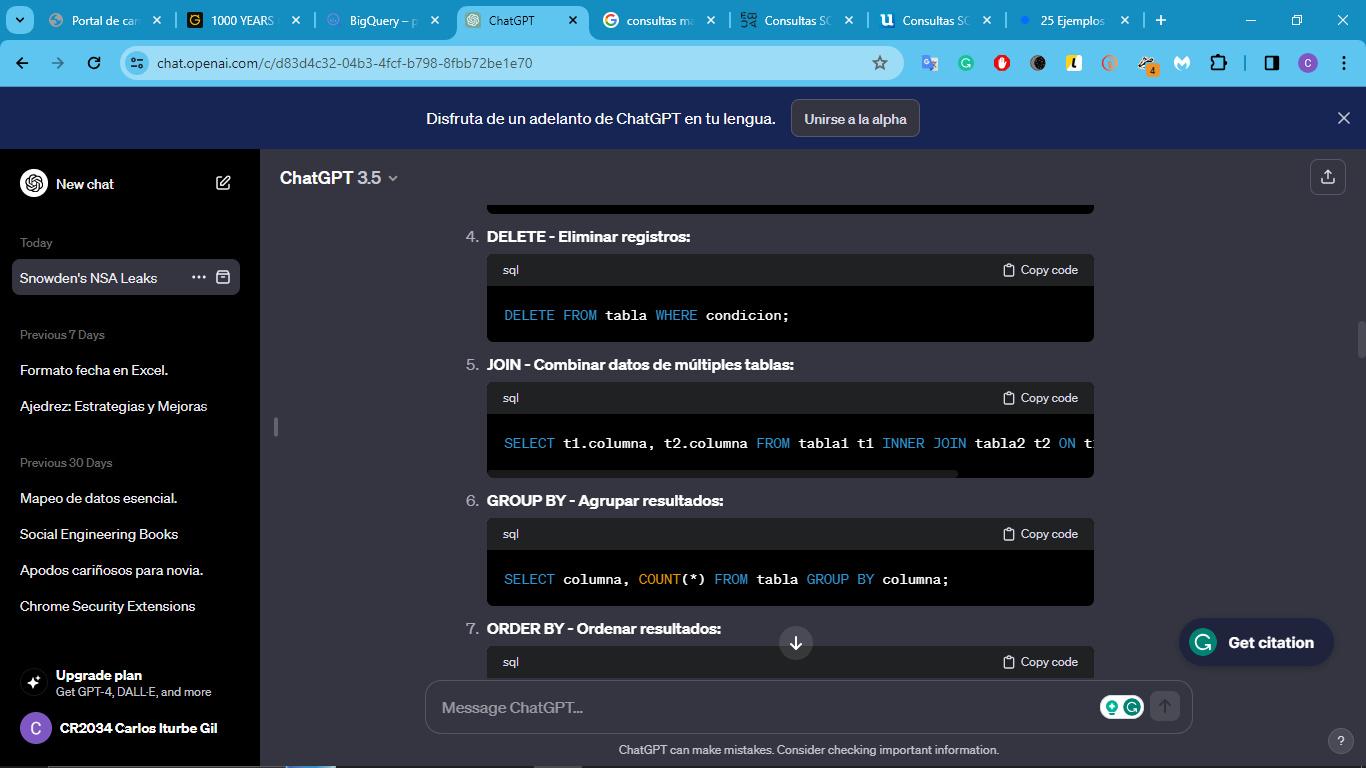 Portal de can
1000 YEARS
BigQuery – p
ChatGPT
consultas ma
Consultas SC
Consultas SC
25 Ejemplos
chat.openai.com/c/d83d4c32-04b3-4fcf-b798-8fbb72be1e70
4
C
Disfruta de un adelanto de ChatGPT en tu lengua.
Unirse a la alpha
New chat
Today
Snowden's NSA Leaks
Previous 7 Days
Formato fecha en Excel.
Ajedrez: Estrategias y Mejoras
Previous 30 Days
Mapeo de datos esencial.
Social Engineering Books
Apodos cariñosos para novia.
Chrome Security Extensions
Upgrade plan
Get GPT-4, DALL·E, and more
C
CR2034 Carlos Iturbe Gil
ChatGPT 3.5
4. DELETE - Eliminar registros:
sql
Copy code
DELETE FROM tabla WHERE condicion;
5. JOIN - Combinar datos de múltiples tablas:
sql
Copy code
SELECT t1.columna, t2.columna FROM tabla1 t1 INNER JOIN tabla2 t2 ON t
6. GROUP BY - Agrupar resultados:
sql
Copy code
SELECT columna, COUNT(*) FROM tabla GROUP BY columna;
7. ORDER BY - Ordenar resultados:
sql
Copy code
Get citation
Message ChatGPT...
ChatGPT can make mistakes. Consider checking important information.
?